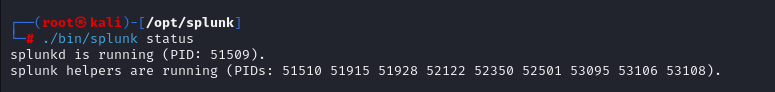 ┌──(root㉿kali)-[/opt/splunk]
└─# ./bin/splunk status
splunkd is running (PID: 51509).
splunk helpers are running (PIDs: 51510 51915 51928 52122 52350 52501 53095 53106 53108).